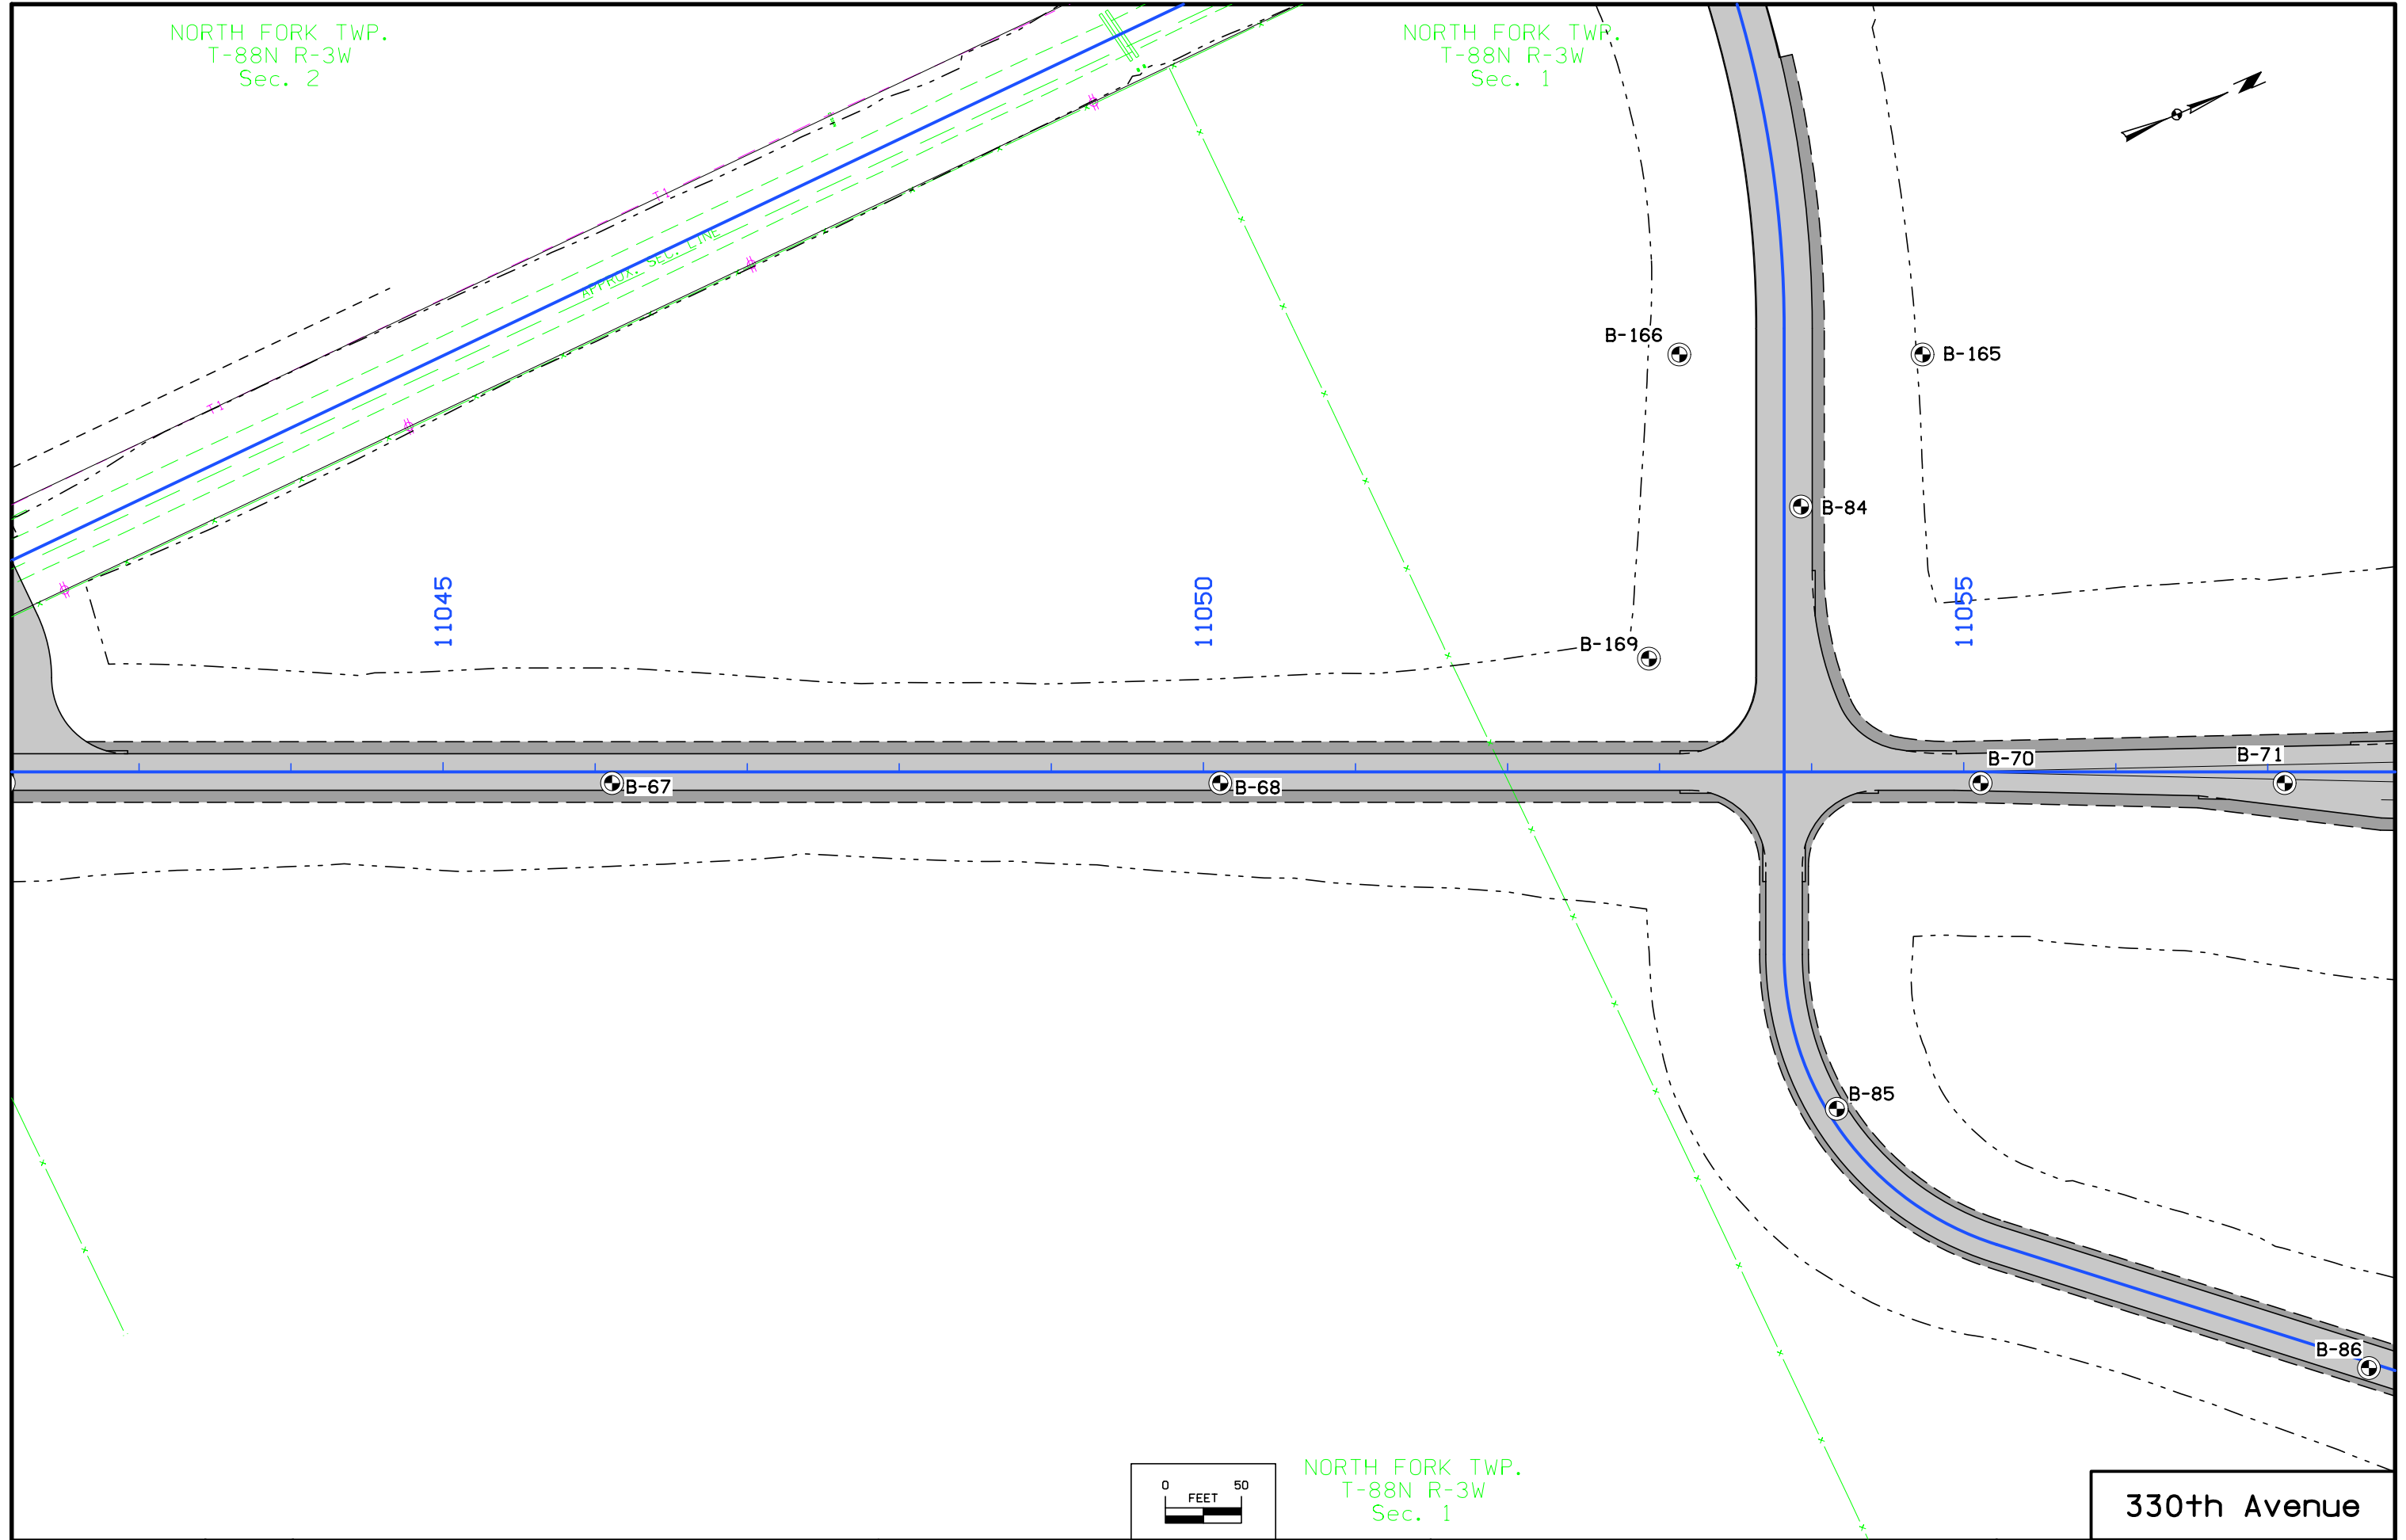 NORTH FORK TWP.
T-88N R-3W
Sec. 2
NORTH FORK TWP.
T-88N R-3W
Sec. 1
T1
APPROX. SEC. LINE
T1
B-166
B-165
B-84
11045
11050
11055
B-169
B-67
B-68
B-70
B-71
B-85
B-86
0 50
FEET
NORTH FORK TWP.
T-88N R-3W
Sec. 1
330th Avenue